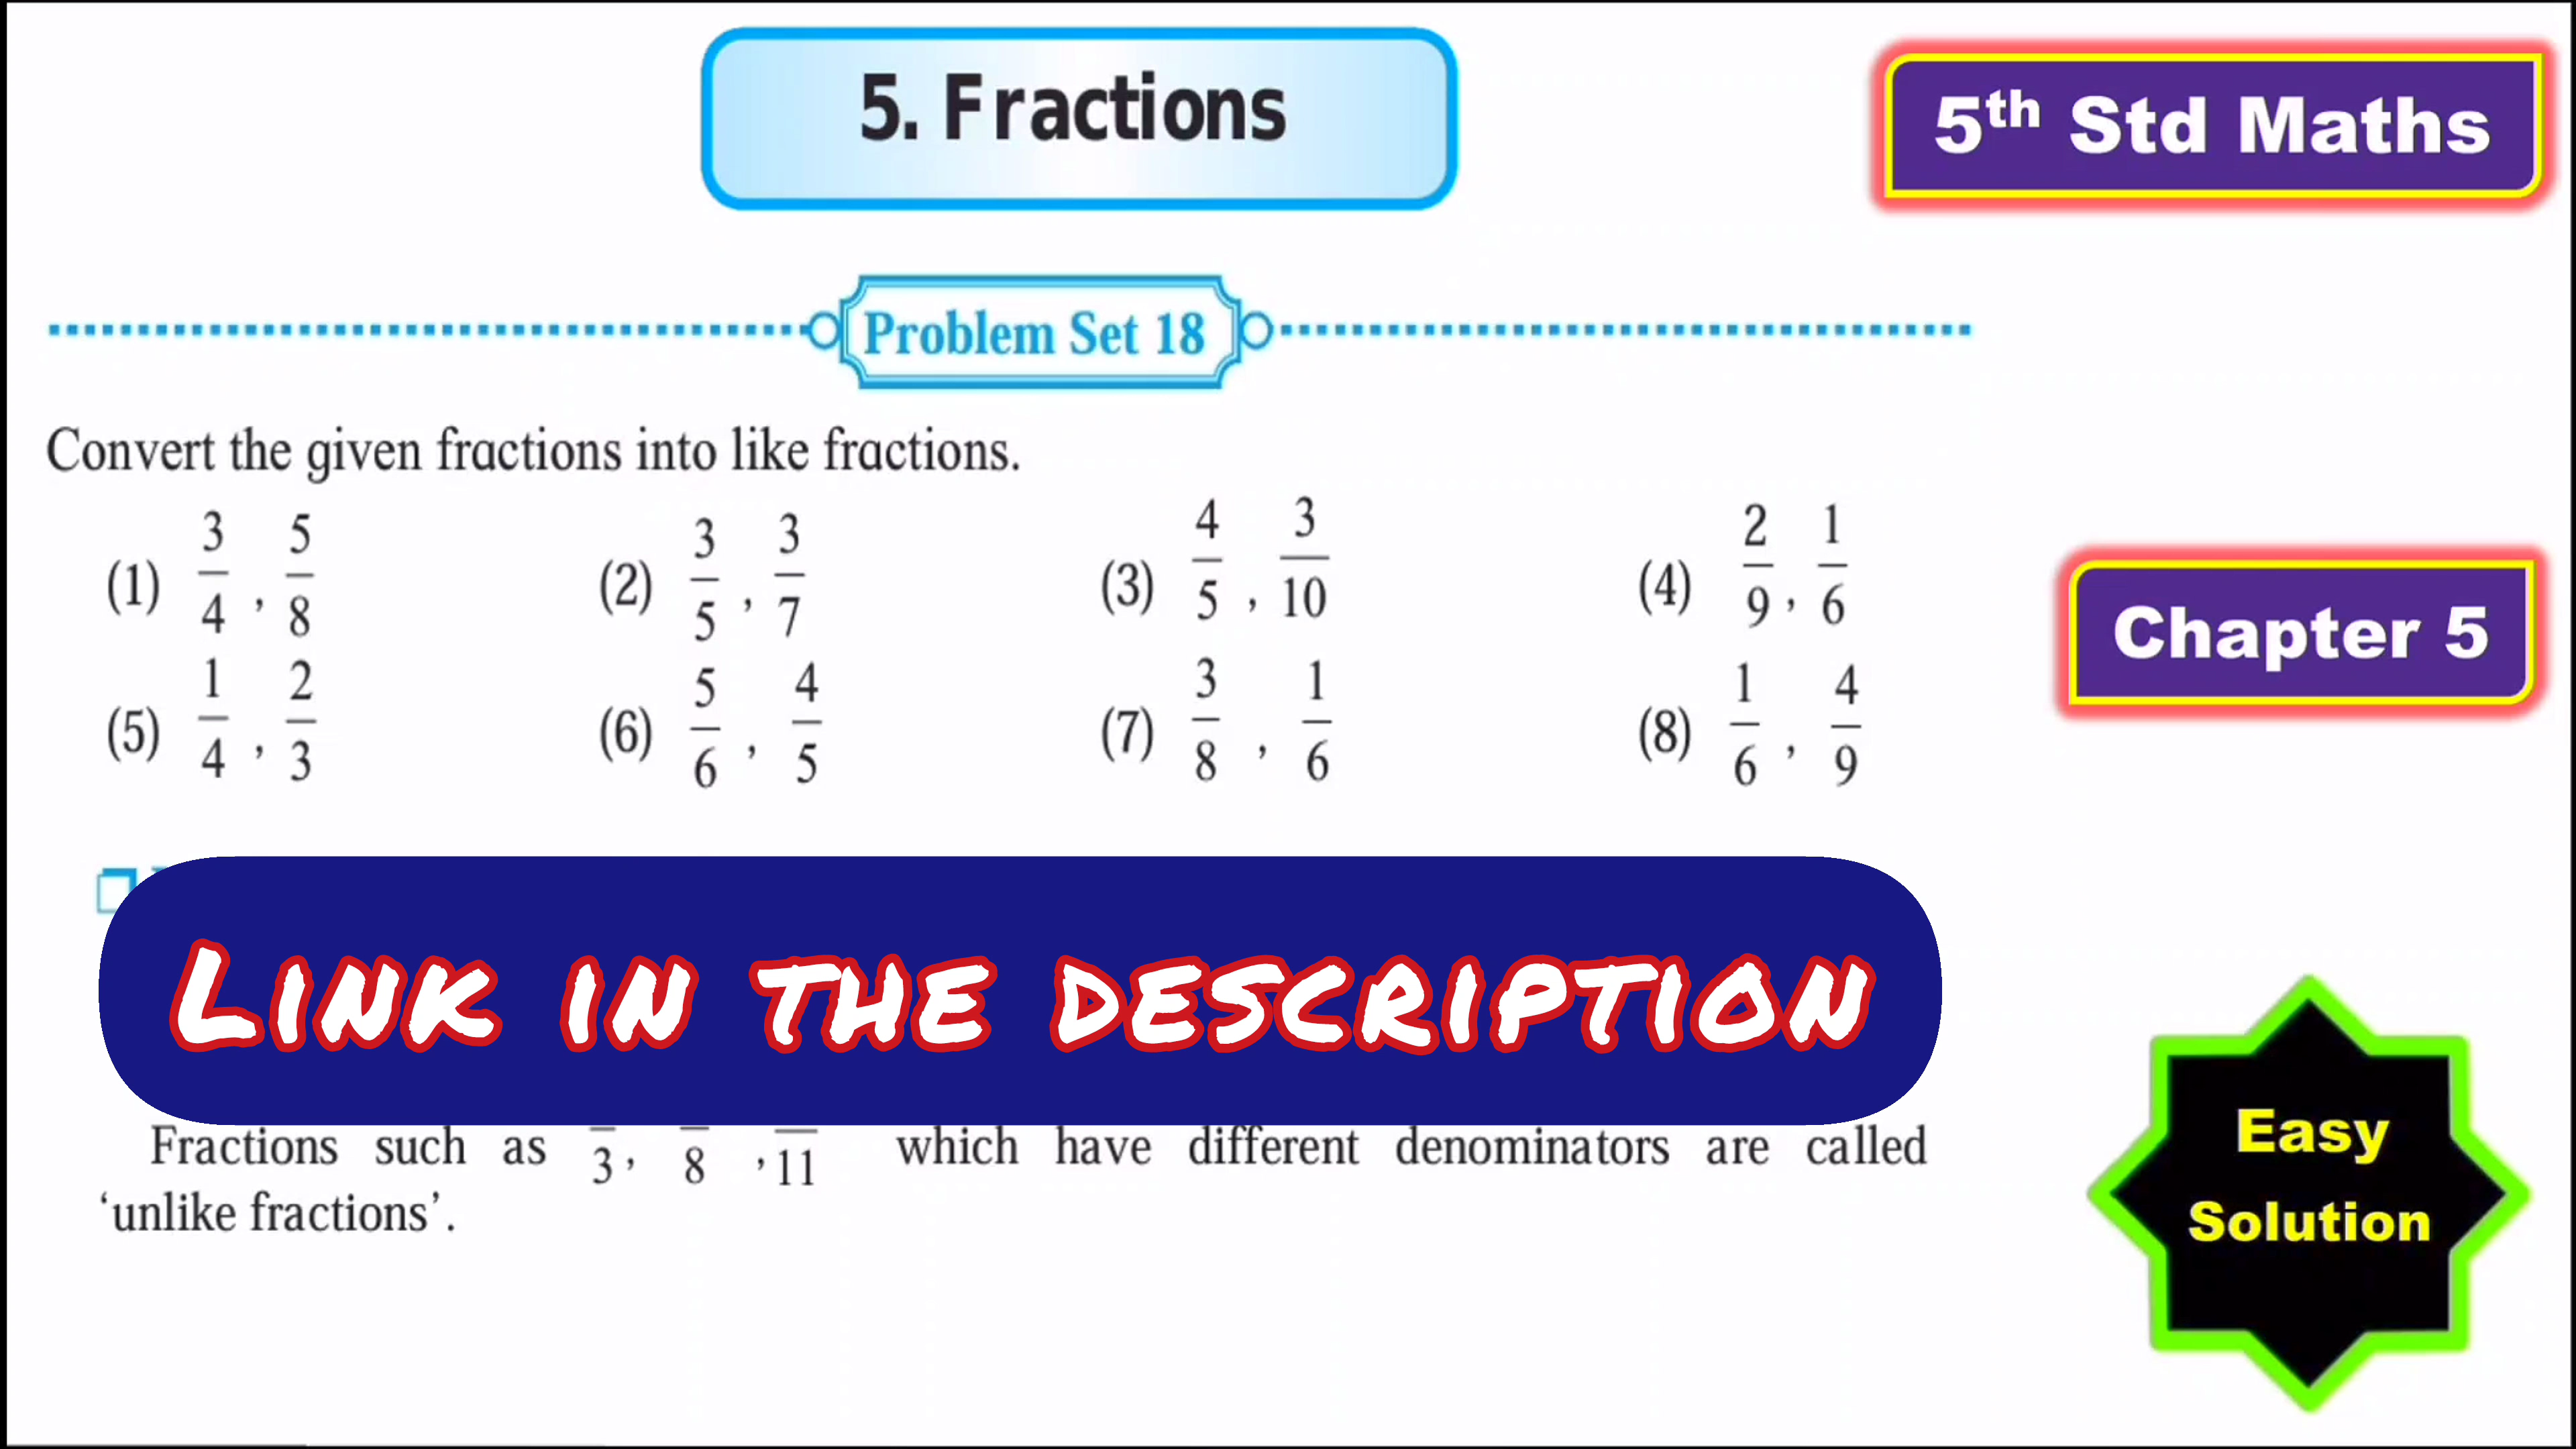 5. Fractions
5th Std Maths
Problem Set 18
Convert the given fractions into like fractions.
(1) 3/4 , 5/8 (2) 3/5 , 3/7 (3) 4/5 , 3/10 (4) 2/9 , 1/6
(5) 1/4 , 2/3 (6) 5/6 , 4/5 (7) 3/8 , 1/6 (8) 1/6 , 4/9
Chapter 5
LINK IN THE DESCRIPTION
Fractions such as 3, 8 , 11 which have different denominators are called
‘unlike fractions’.
Easy
Solution